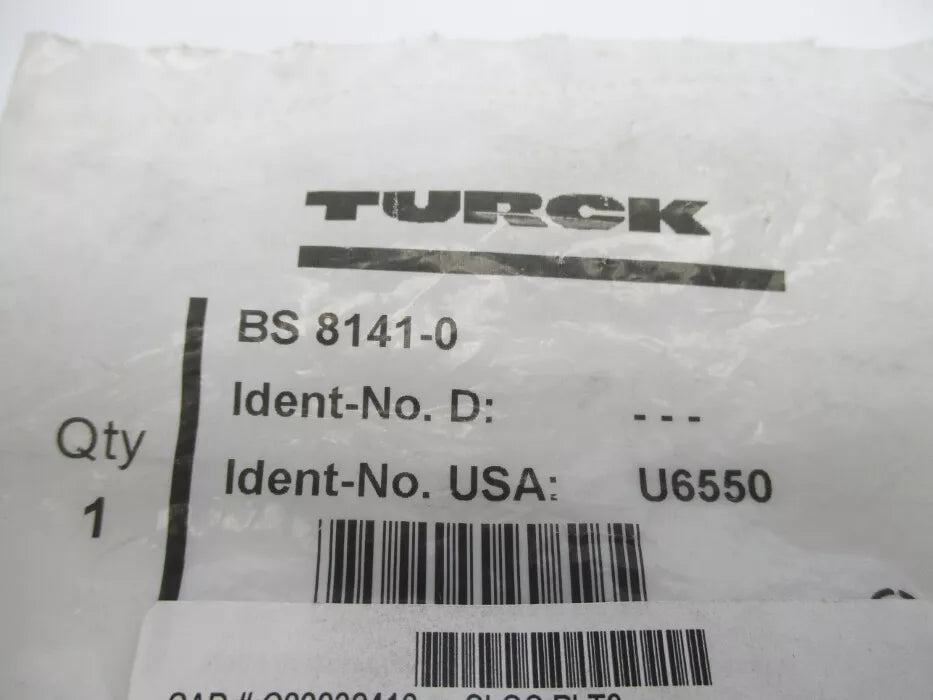 TURCK
BS 8141-0
Ident-No. D: - - -
Qty
Ident-No. USA: U6550
1